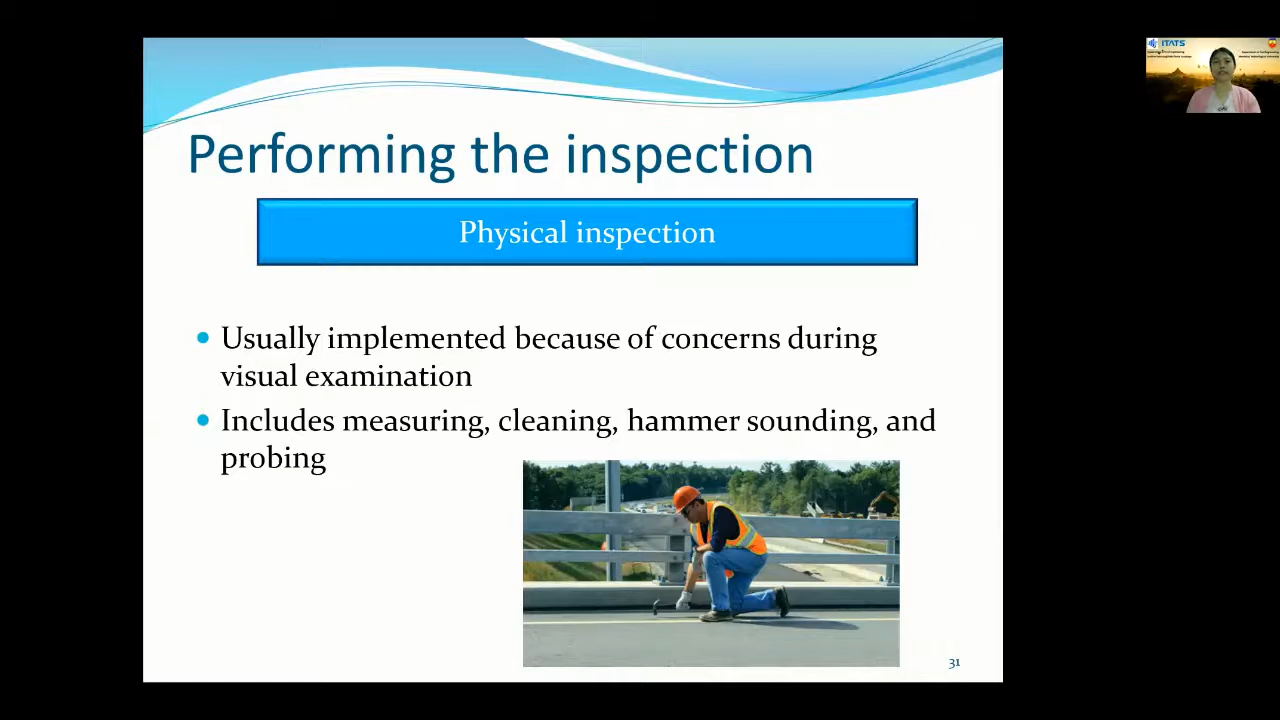 ITATS
Performing the inspection
Physical inspection
Usually implemented because of concerns during
visual examination
Includes measuring, cleaning, hammer sounding, and
probing
31